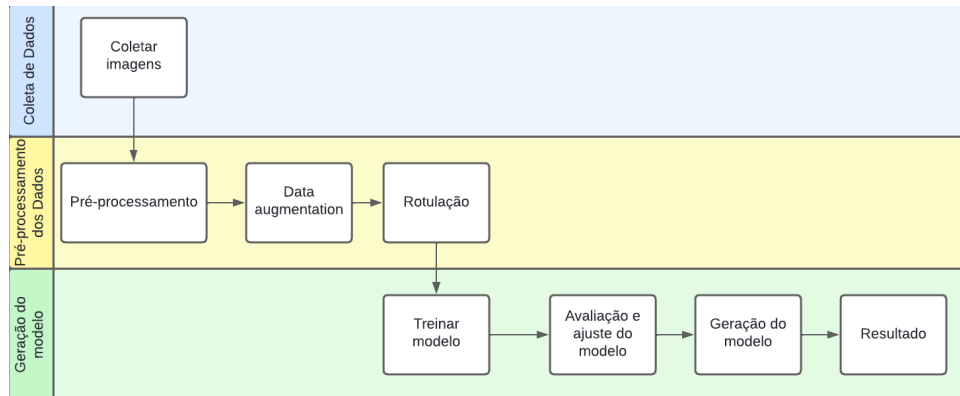 Coleta de Dados
Coletar
imagens
Pré-processamento
dos Dados
Pré-processamento
Data
augmentation
Rotulação
Geração do
modelo
Treinar
modelo
Avaliação e
ajuste do
modelo
Geração do
modelo
Resultado